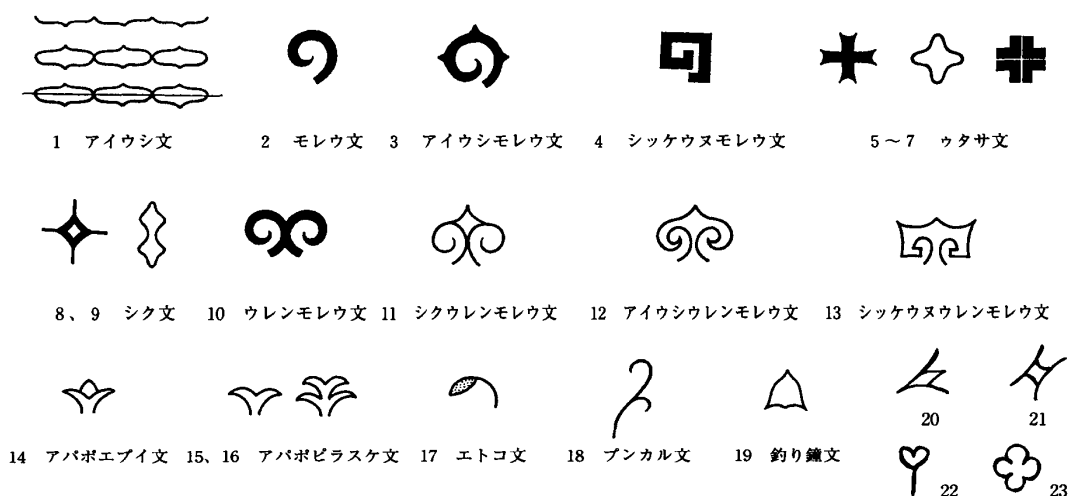 1 アイウシ文 2 モレウ文 3 アイウシモレウ文 4 シッケウヌモレウ文 5～7 ゥタサ文
8、9 シク文 10 ウレンモレウ文 11 シクウレンモレウ文 12 アイウシウレンモレウ文 13 シッケウヌウレンモレウ文
20 21
14 アパポエプイ文 15、16 アパポピラスケ文 17 エトコ文 18 プンカル文 19 釣り鐘文
22 23